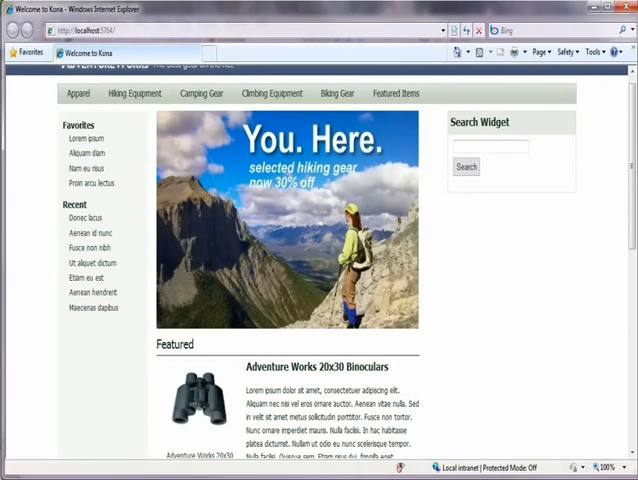 Welcome to Kona - Windows Internet Explorer
http://localhost:5764/
Bing
Favorites
Welcome to Kona
Page
Safety
Tools
Apparel
Hiking Equipment
Camping Gear
Climbing Equipment
Biking Gear
Featured Items
Favorites
Lorem ipsum
Aliquam diam
Nam eu risus
Proin arcu lectus
Recent
Donec lacus
Aenean id nunc
Fusce non nibh
Ut aliquet dictum
Etiam eu est
Aenean hendrerit
Maecenas dapibus
You. Here.
selected hiking gear
now 30% off
Search Widget
Search
Featured
Adventure Works 20x30 Binoculars
Lorem ipsum dolor sit amet, consectetuer adipiscing elit.
Aliquam nec nisi vel eros ornare auctor. Aenean vitae nulla. Sed
in velit sit amet metus sollicitudin porttitor. Fusce non tortor.
Nunc ornare imperdiet mauris. Nulla facilisi. In hac habitasse
platea dictumst. Nullam ut odio eu nunc scelerisque tempor.
Adventure Works 20x30
Nulla facilisi. Quisque sem. Etiam risus dui, fringilla eget,
Local intranet | Protected Mode: Off
100%